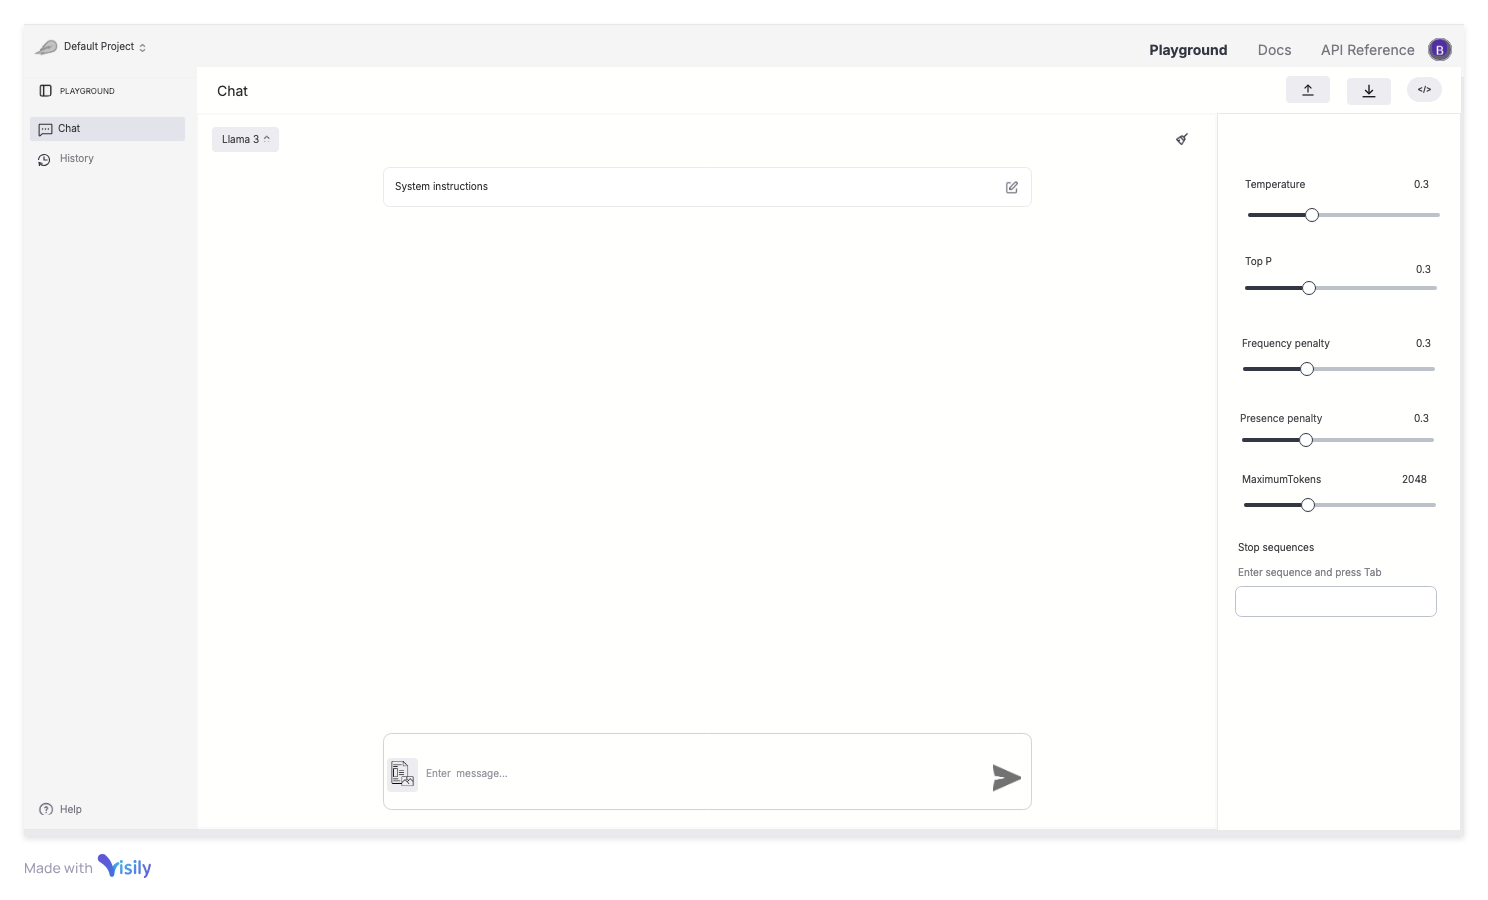 Default Project
Playground
Docs
API Reference
B
PLAYGROUND
Chat
History
Help
Chat
</>
Llama 3
System instructions
Enter message...
Temperature 0.3
Top P 0.3
Frequency penalty 0.3
Presence penalty 0.3
MaximumTokens 2048
Stop sequences
Enter sequence and press Tab
Made with Visily